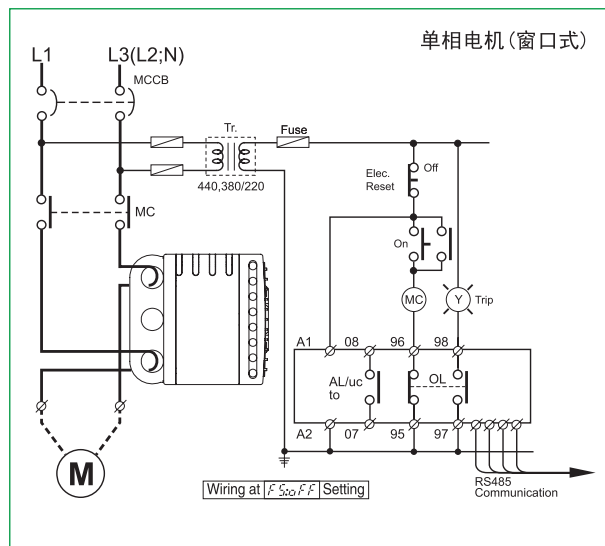 单相电机(窗口式)
L1 L3(L2;N)
MCCB
Tr.
Fuse
440,380/220
Elec.
Reset
Off
MC
On
MC
Y
Trip
A1 08 96 98
AL/uc
to
OL
A2 07 95 97
M
Wiring at FS:oFF Setting
RS485
Communication